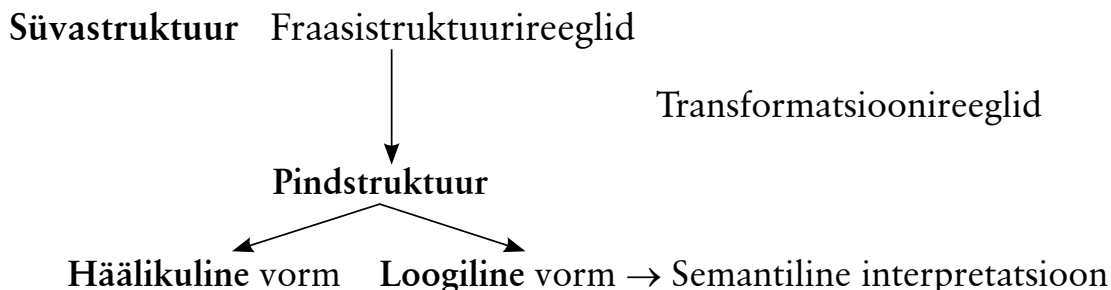 Süvastruktuur Fraasistruktuurireeglid
Transformatsioonireeglid
Pindstruktuur
Häälikuline vorm Loogiline vorm → Semantiline interpretatsioon